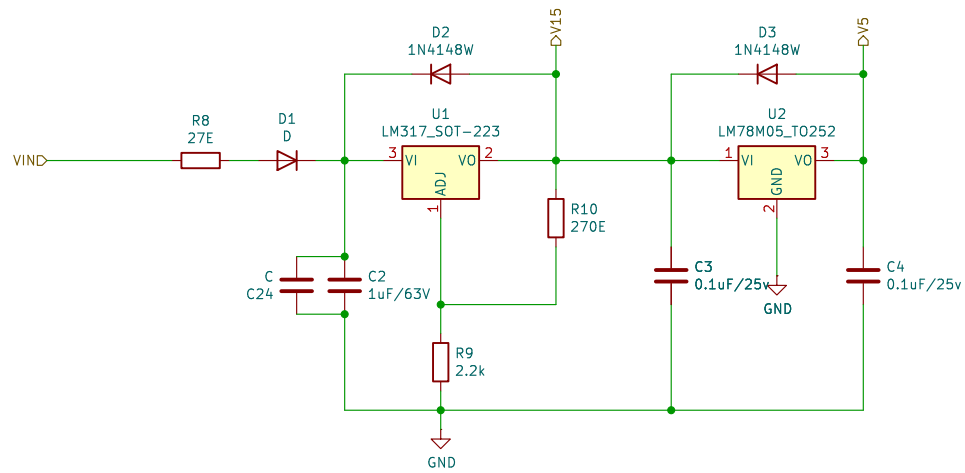 V15
V5
D2
1N4148W
D3
1N4148W
R8
27E
D1
D
U1
LM317_SOT-223
U2
LM78M05_TO252
VIN
3
VI
VO
2
ADJ
1
1
VI
VO
3
GND
2
R10
270E
C
C24
C2
1uF/63V
C3
0.1uF/25v
C4
0.1uF/25v
GND
R9
2.2k
GND